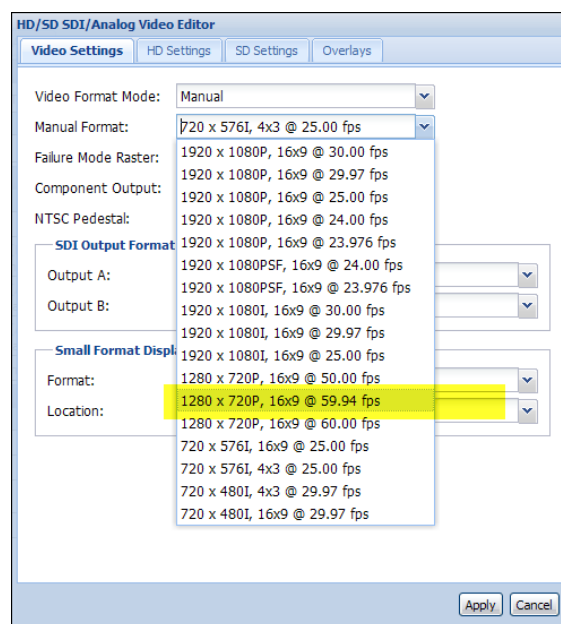 HD/SD SDI/Analog Video Editor
Video Settings HD Settings SD Settings Overlays
Video Format Mode: Manual
Manual Format: 720 x 576I, 4x3 @ 25.00 fps
Failure Mode Raster:
Component Output:
NTSC Pedestal:
1920 x 1080P, 16x9 @ 30.00 fps
1920 x 1080P, 16x9 @ 29.97 fps
1920 x 1080P, 16x9 @ 25.00 fps
1920 x 1080P, 16x9 @ 24.00 fps
1920 x 1080P, 16x9 @ 23.976 fps
1920 x 1080PSF, 16x9 @ 24.00 fps
1920 x 1080PSF, 16x9 @ 23.976 fps
1920 x 1080I, 16x9 @ 30.00 fps
1920 x 1080I, 16x9 @ 29.97 fps
1920 x 1080I, 16x9 @ 25.00 fps
1280 x 720P, 16x9 @ 50.00 fps
1280 x 720P, 16x9 @ 59.94 fps
1280 x 720P, 16x9 @ 60.00 fps
720 x 576I, 16x9 @ 25.00 fps
720 x 576I, 4x3 @ 25.00 fps
720 x 480I, 4x3 @ 29.97 fps
720 x 480I, 16x9 @ 29.97 fps
SDI Output Format
Output A:
Output B:
Small Format Displ
Format:
Location:
Apply Cancel